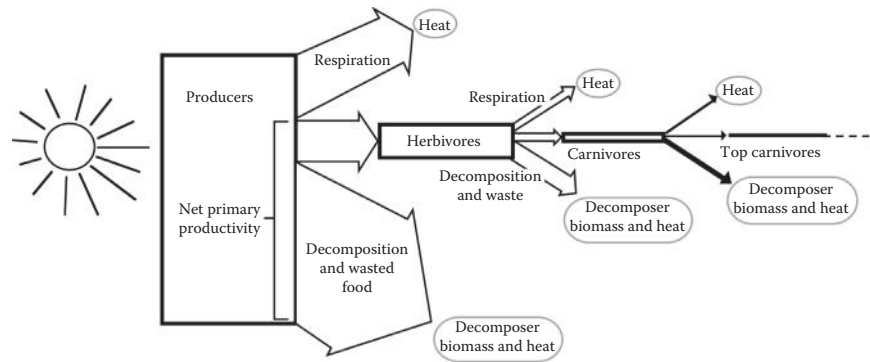 Heat
Respiration
Producers
Net primary
productivity
Decomposition
and wasted
food
Decomposer
biomass and heat
Herbivores
Respiration
Heat
Decomposition
and waste
Decomposer
biomass and heat
Carnivores
Heat
Top carnivores
Decomposer
biomass and heat